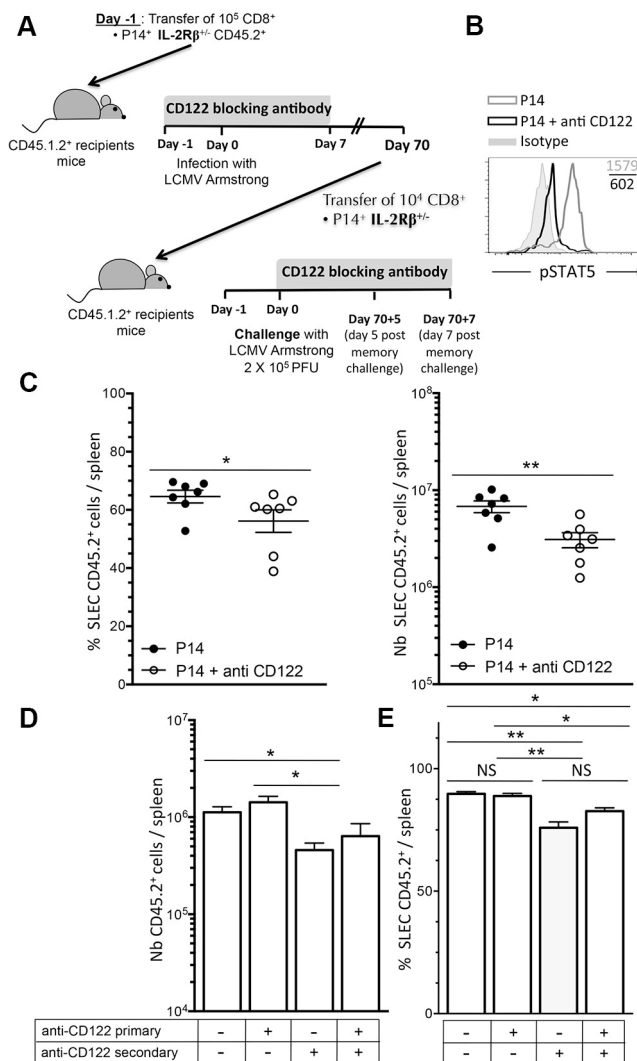 A
Day -1 : Transfer of 10⁵ CD8⁺
• P14⁺ IL-2Rβ⁺/⁻ CD45.2⁺
CD45.1.2⁺ recipients
mice
CD122 blocking antibody
Day -1 Day 0 Day 7 Day 70
Infection with
LCMV Armstrong
Transfer of 10⁴ CD8⁺
• P14⁺ IL-2Rβ⁺/⁻
CD45.1.2⁺ recipients
mice
CD122 blocking antibody
Day -1 Day 0 Day 70+5 Day 70+7
Challenge with
LCMV Armstrong
2 X 10⁵ PFU
(day 5 post
memory
challenge)
(day 7 post
memory
challenge)
B
P14
P14 + anti CD122
Isotype
1579
602
pSTAT5
C
% SLEC CD45.2⁺ cells / spleen
100
80
60
40
20
0
*
P14
P14 + anti CD122
Nb SLEC CD45.2⁺ cells / spleen
10⁸
10⁷
10⁶
10⁵
**
P14
P14 + anti CD122
D
Nb CD45.2⁺ cells / spleen
10⁷
10⁶
10⁵
10⁴
*
*
E
% SLEC CD45.2⁺ / spleen
100
50
0
*
*
**
**
NS NS
anti-CD122 primary - + - + - + - +
anti-CD122 secondary - - + + - - + +